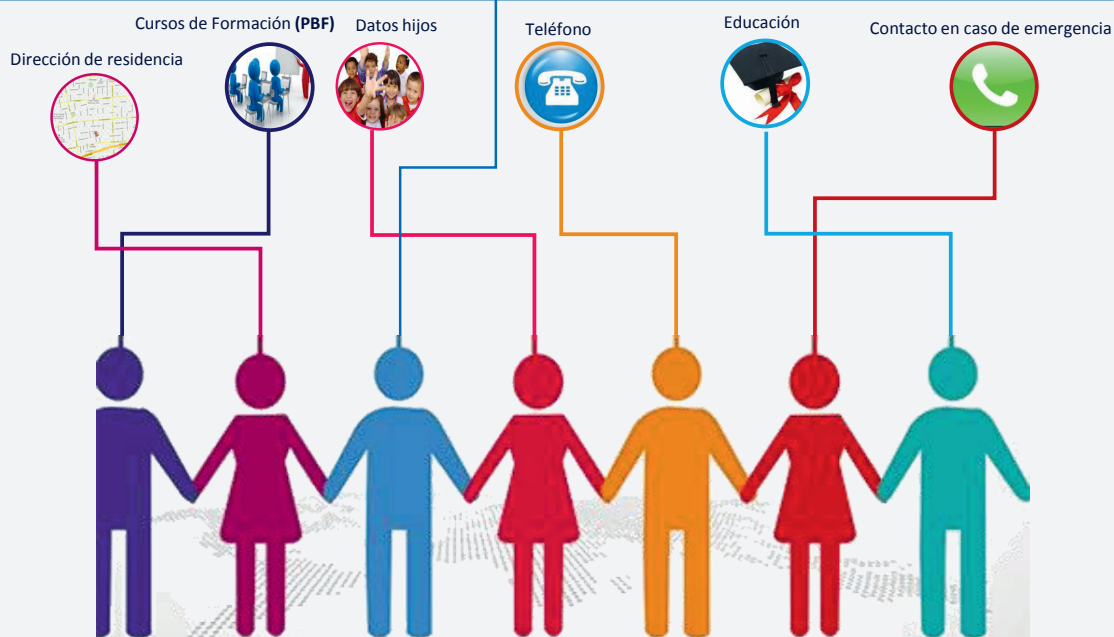 Cursos de Formación (PBF)
Datos hijos
Teléfono
Educación
Contacto en caso de emergencia
Dirección de residencia